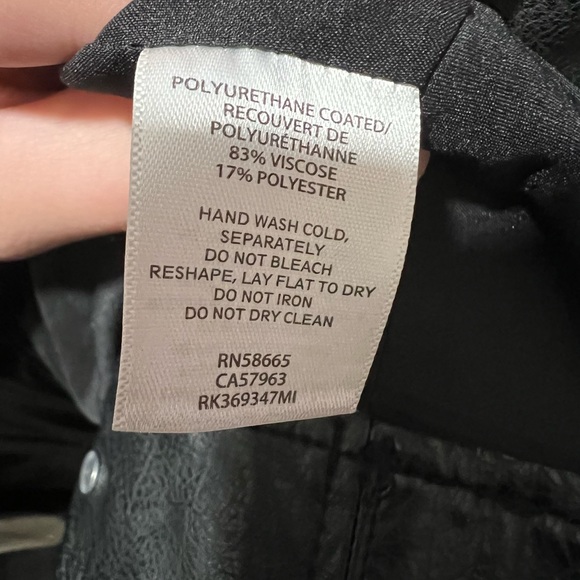 POLYURETHANE COATED/
RECOUVERT DE
POLYURÉTHANNE
83% VISCOSE
17% POLYESTER
HAND WASH COLD,
SEPARATELY
DO NOT BLEACH
RESHAPE, LAY FLAT TO DRY
DO NOT IRON
DO NOT DRY CLEAN
RN58665
CA57963
RK369347MI